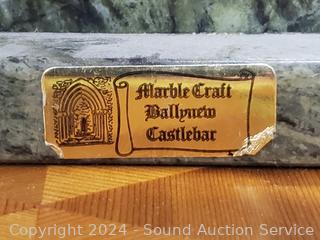 Marble Craft
Ballynew
Castlebar
Copyright © 2024 - Sound Auction Service